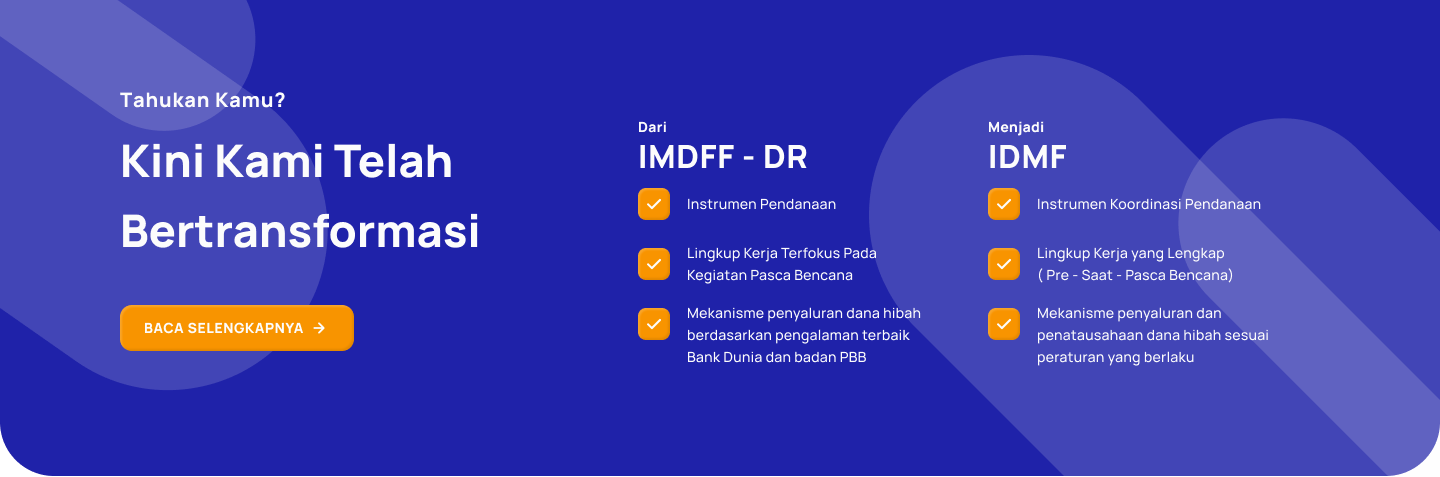 Tahukan Kamu?
Kini Kami Telah
Bertransformasi
BACA SELENGKAPNYA
Dari
IMDFF - DR
Instrumen Pendanaan
Lingkup Kerja Terfokus Pada
Kegiatan Pasca Bencana
Mekanisme penyaluran dana hibah
berdasarkan pengalaman terbaik
Bank Dunia dan badan PBB
Menjadi
IDMF
Instrumen Koordinasi Pendanaan
Lingkup Kerja yang Lengkap
( Pre - Saat - Pasca Bencana)
Mekanisme penyaluran dan
penatausahaan dana hibah sesuai
peraturan yang berlaku